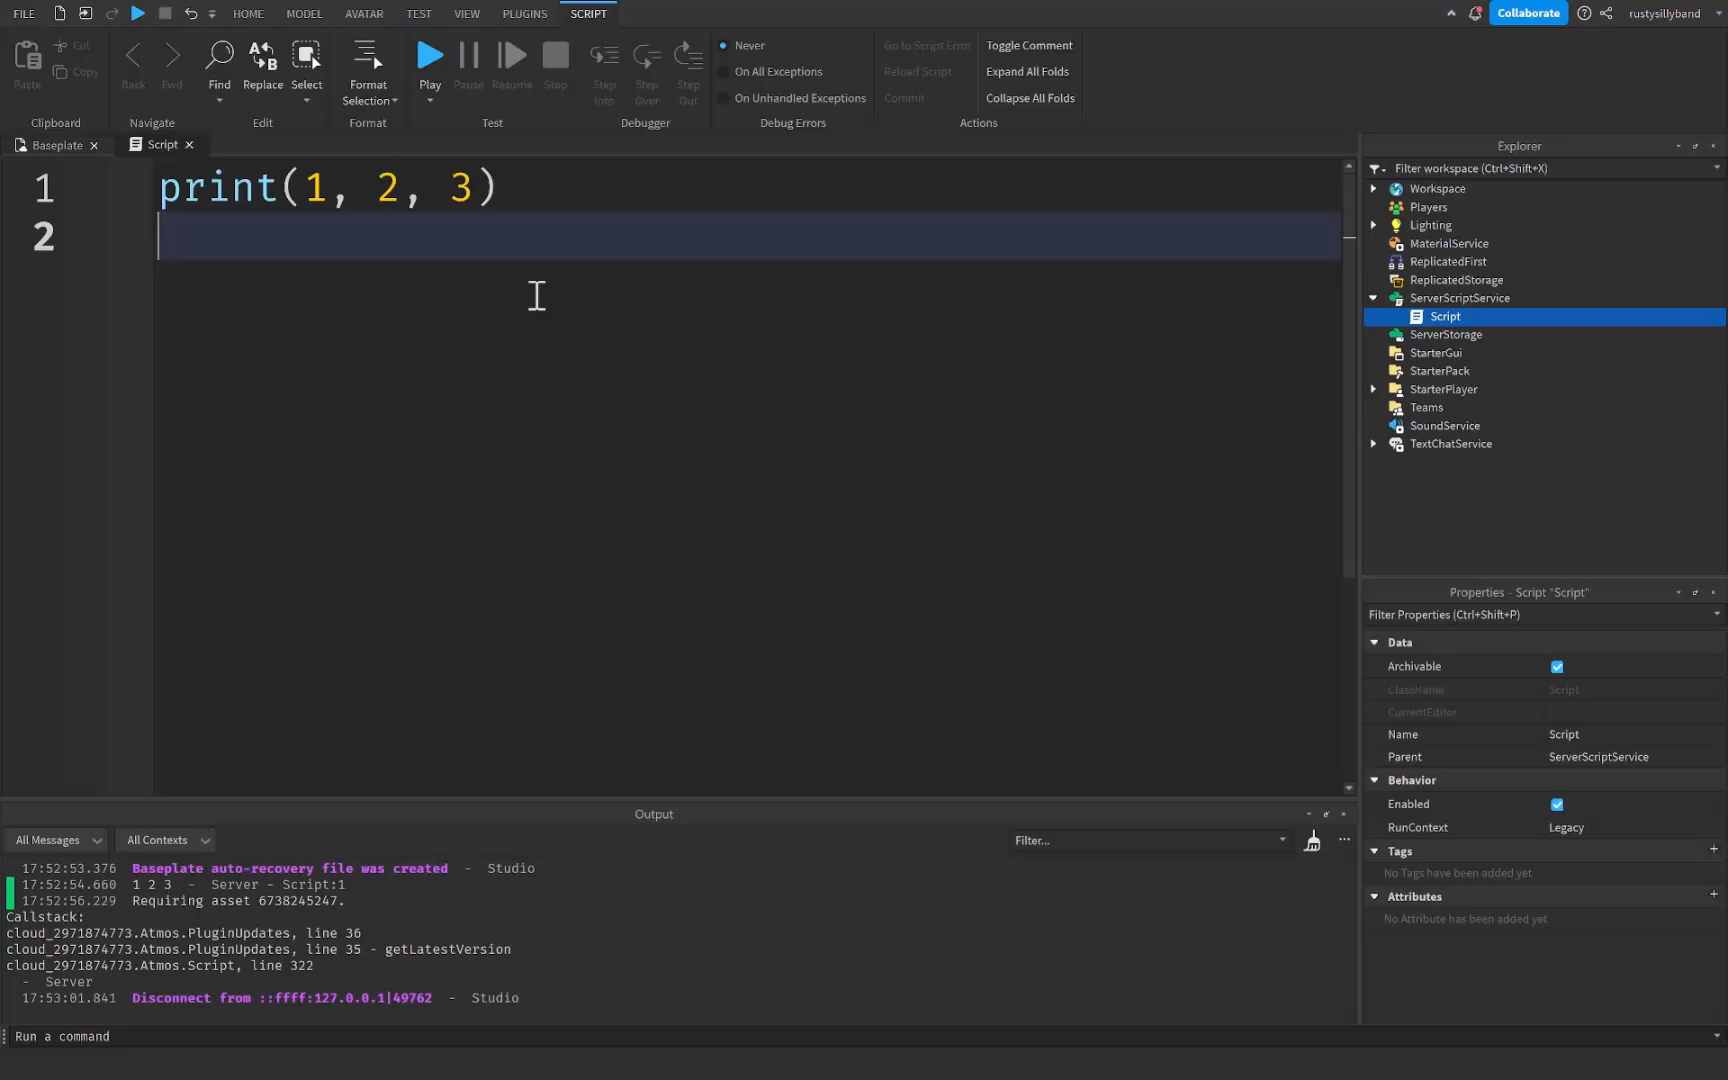 FILE HOME MODEL AVATAR TEST VIEW PLUGINS SCRIPT Collaborate rustysillyband
Paste Cut Copy Clipboard
Back Fwd Navigate
Find Replace Select Edit
Format Selection Format
Play Pause Resume Stop Test
Step Into Step Over Step Out Debugger
Never
On All Exceptions
On Unhandled Exceptions
Debug Errors
Go to Script Error
Reload Script
Commit
Toggle Comment
Expand All Folds
Collapse All Folds
Actions
Baseplate Script
1 print(1, 2, 3)
2
Explorer
Filter workspace (Ctrl+Shift+X)
Workspace
Players
Lighting
MaterialService
ReplicatedFirst
ReplicatedStorage
ServerScriptService
Script
ServerStorage
StarterGui
StarterPack
StarterPlayer
Teams
SoundService
TextChatService
Properties - Script "Script"
Filter Properties (Ctrl+Shift+P)
Data
Archivable
ClassName Script
CurrentEditor
Name Script
Parent ServerScriptService
Behavior
Enabled
RunContext Legacy
Tags +
No Tags have been added yet
Attributes +
No Attribute has been added yet
Output
All Messages All Contexts Filter... ...
17:52:53.376 Baseplate auto-recovery file was created - Studio
17:52:54.660 1 2 3 - Server - Script:1
17:52:56.229 Requiring asset 6738245247.
Callstack:
cloud_2971874773.Atmos.PluginUpdates, line 36
cloud_2971874773.Atmos.PluginUpdates, line 35 - getLatestVersion
cloud_2971874773.Atmos.Script, line 322
- Server
17:53:01.841 Disconnect from ::ffff:127.0.0.1|49762 - Studio
Run a command